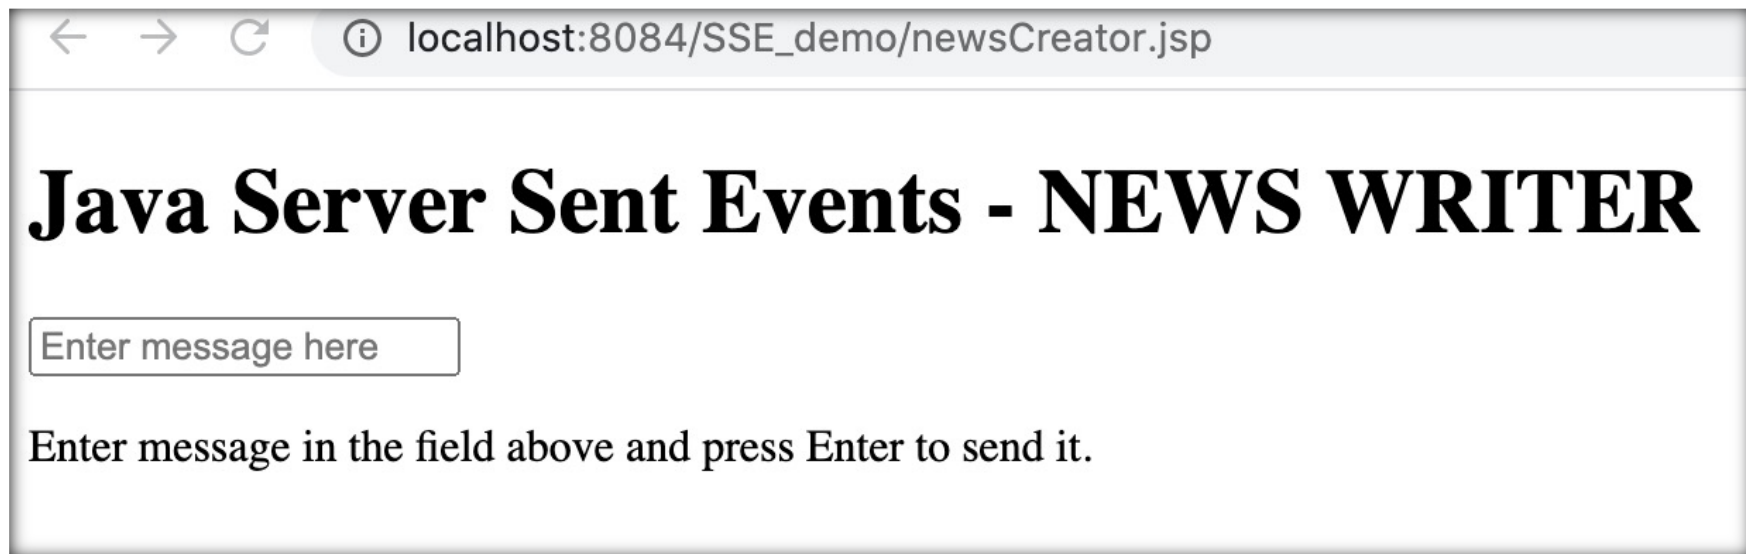 localhost:8084/SSE_demo/newsCreator.jsp
Java Server Sent Events - NEWS WRITER
Enter message here
Enter message in the field above and press Enter to send it.